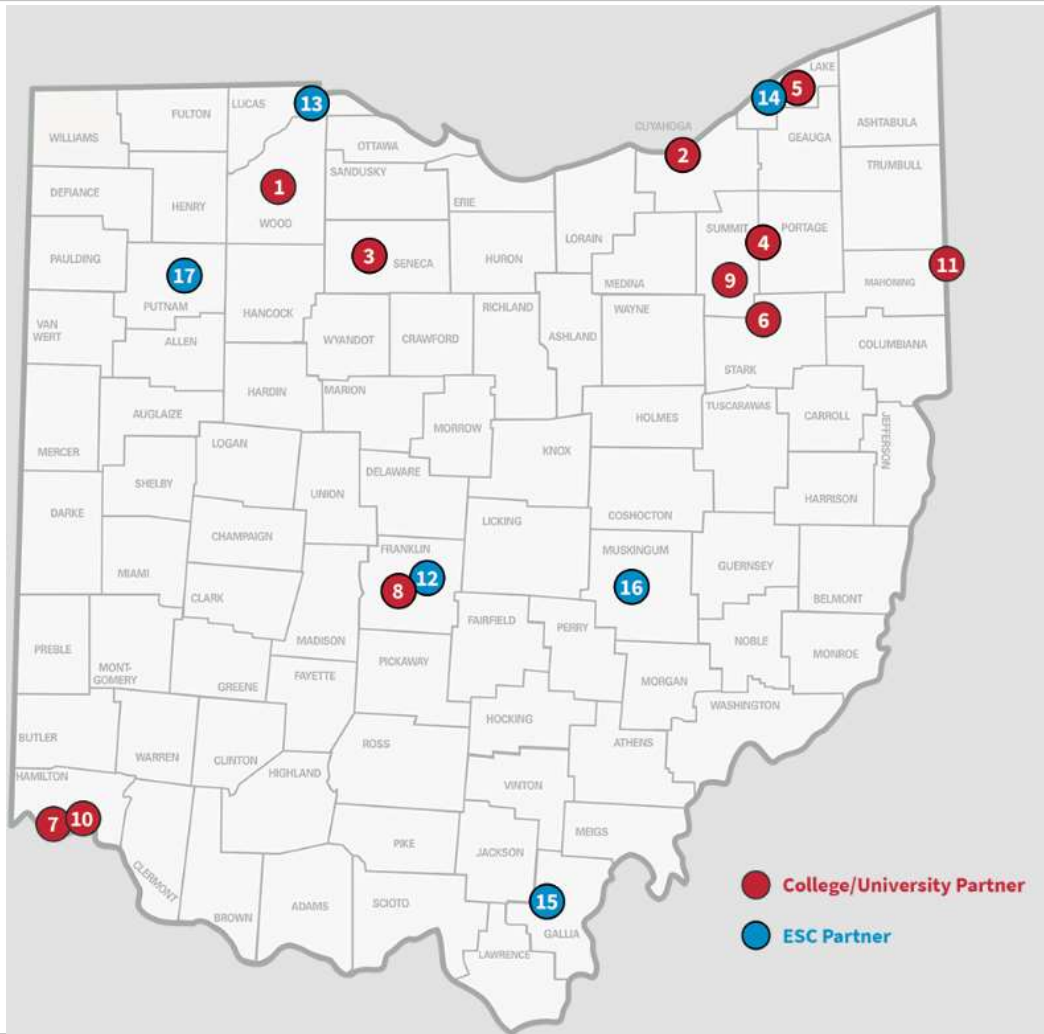 LAKE
5
14
13
LUCAS
FULTON
WILLIAMS
CUYAHOGA
GEAUGA
ASHTABULA
OTTAWA
2
TRUMBULL
SANDUSKY
DEFIANCE
1
HENRY
ERIE
WOOD
SUMMIT
PORTAGE
4
LORAIN
3
SENECA
HURON
PAULDING
17
11
MEDINA
9
MAHONING
PUTNAM
HANCOCK
RICHLAND
WAYNE
6
VAN
WERT
ALLEN
WYANDOT
CRAWFORD
ASHLAND
COLUMBIANA
STARK
HARDIN
MARION
TUSCARAWAS
AUGLAIZE
MORROW
HOLMES
CARROLL
JEFFERSON
LOGAN
MERCER
KNOX
DELAWARE
SHELBY
UNION
HARRISON
DARKE
LICKING
COSHOCTON
CHAMPAIGN
FRANKLIN
MUSKINGUM
GUERNSEY
MIAMI
12
8
16
CLARK
BELMONT
FAIRFIELD
PERRY
MADISON
NOBLE
PREBLE
MONROE
PICKAWAY
MONT-
GOMERY
FAYETTE
MORGAN
GREENE
WASHINGTON
HOCKING
BUTLER
ROSS
ATHENS
WARREN
CLINTON
HIGHLAND
HAMILTON
VINTON
7
10
MEIGS
PIKE
JACKSON
CLERMONT
College/University Partner
15
SCIOTO
ADAMS
BROWN
GALLIA
ESC Partner
LAWRENCE